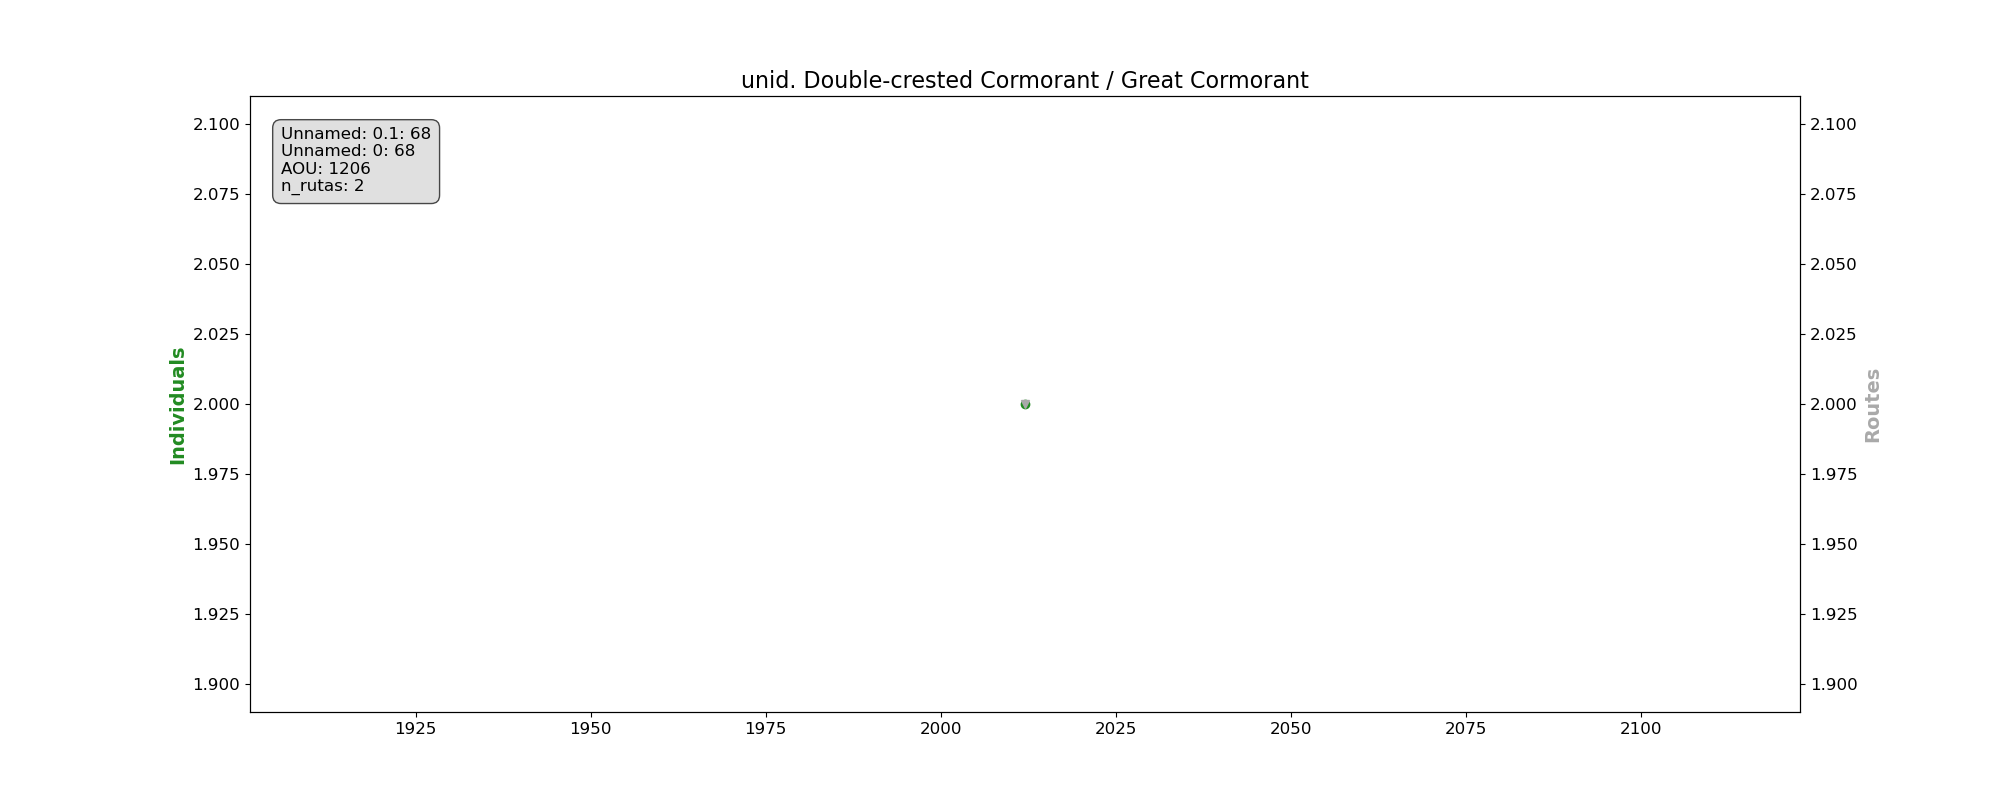 unid. Double-crested Cormorant / Great Cormorant
Unnamed: 0.1: 68
Unnamed: 0: 68
AOU: 1206
n_rutas: 2
Individuals
2.100
2.075
2.050
2.025
2.000
1.975
1.950
1.925
1.900
2.100
2.075
2.050
2.025
2.000
1.975
1.950
1.925
1.900
Routes
1925 1950 1975 2000 2025 2050 2075 2100